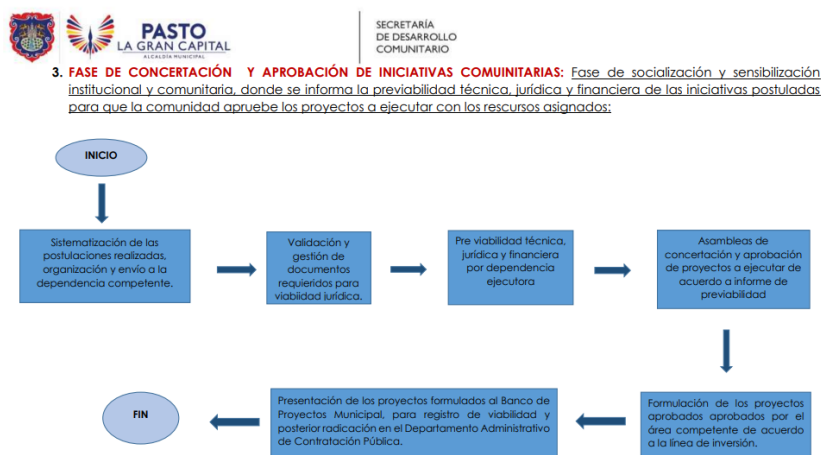 PASTO
LA GRAN CAPITAL
ALCALDÍA MUNICIPAL
SECRETARÍA
DE DESARROLLO
COMUNITARIO
3. FASE DE CONCERTACIÓN Y APROBACIÓN DE INICIATIVAS COMUINITARIAS: Fase de socialización y sensibilización
institucional y comunitaria, donde se informa la previabilidad técnica, jurídica y financiera de las iniciativas postuladas
para que la comunidad apruebe los proyectos a ejecutar con los rescursos asignados:
INICIO
Sistematización de las
postulaciones realizadas,
organización y envío a la
dependencia competente.
Validación y
gestión de
documentos
requieridos para
viabiidad jurídica.
Pre viabilidad técnica,
jurídica y financiera
por dependencia
ejecutora
Asambleas de
concertación y aprobación
de proyectos a ejecutar de
acuerdo a informe de
previabilidad
Formulación de los proyectos
aprobados aprobados por el
área competente de acuerdo
a la línea de inversión.
Presentación de los proyectos formulados al Banco de
Proyectos Municipal, para registro de viabilidad y
posterior radicación en el Departamento Administrativo
de Contratación Pública.
FIN